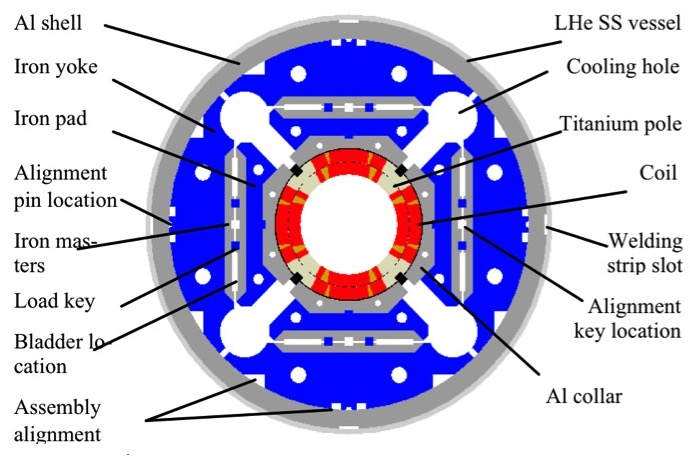 Al shell
Iron yoke
Iron pad
Alignment
pin location
Iron mas-
ters
Load key
Bladder lo
cation
Assembly
alignment
LHe SS vessel
Cooling hole
Titanium pole
Coil
Welding
strip slot
Alignment
key location
Al collar